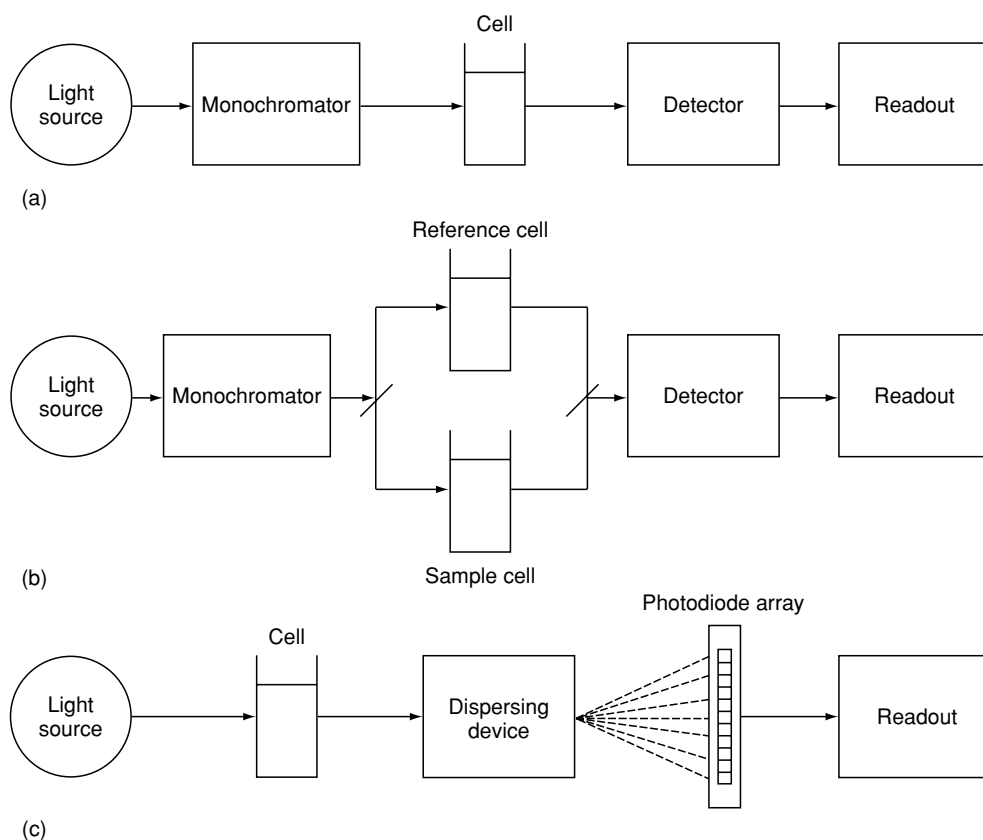 Cell
Light
source
Monochromator
Detector
Readout
(a)
Reference cell
Light
source
Monochromator
Detector
Readout
Sample cell
(b)
Photodiode array
Cell
Light
source
Dispersing
device
Readout
(c)